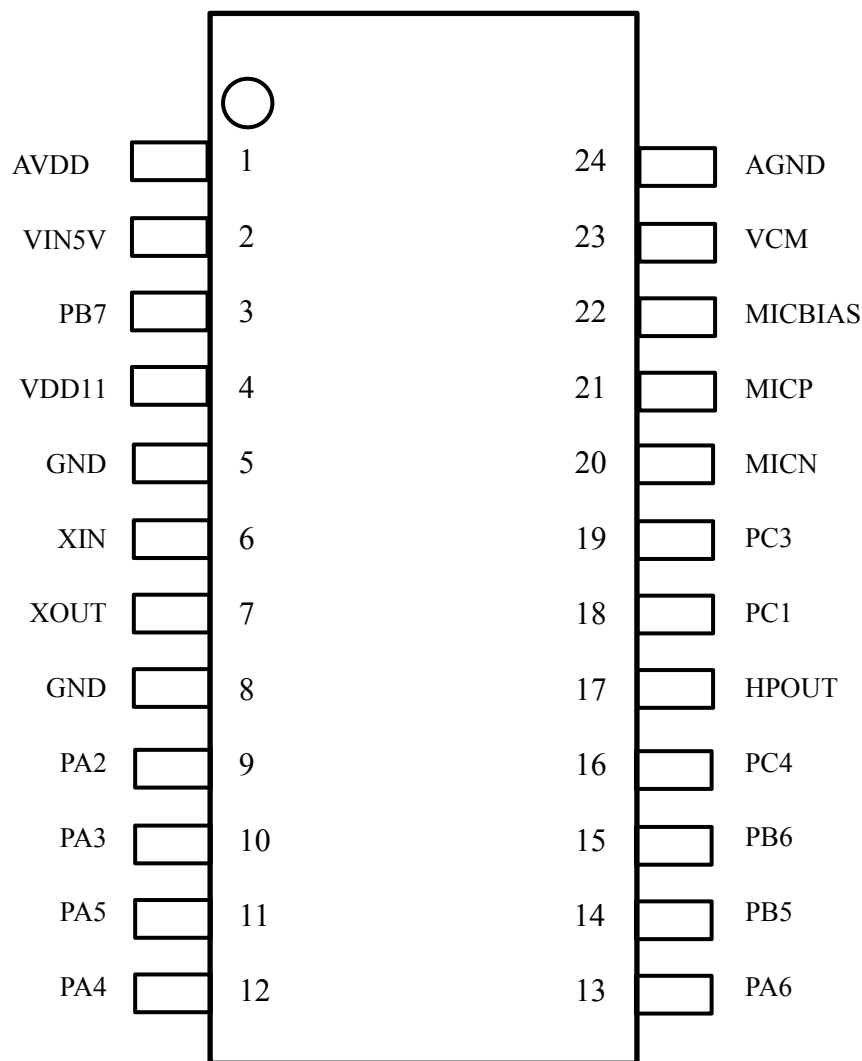 AVDD 1 24 AGND
VIN5V 2 23 VCM
PB7 3 22 MICBIAS
VDD11 4 21 MICP
GND 5 20 MICN
XIN 6 19 PC3
XOUT 7 18 PC1
GND 8 17 HPOUT
PA2 9 16 PC4
PA3 10 15 PB6
PA5 11 14 PB5
PA4 12 13 PA6